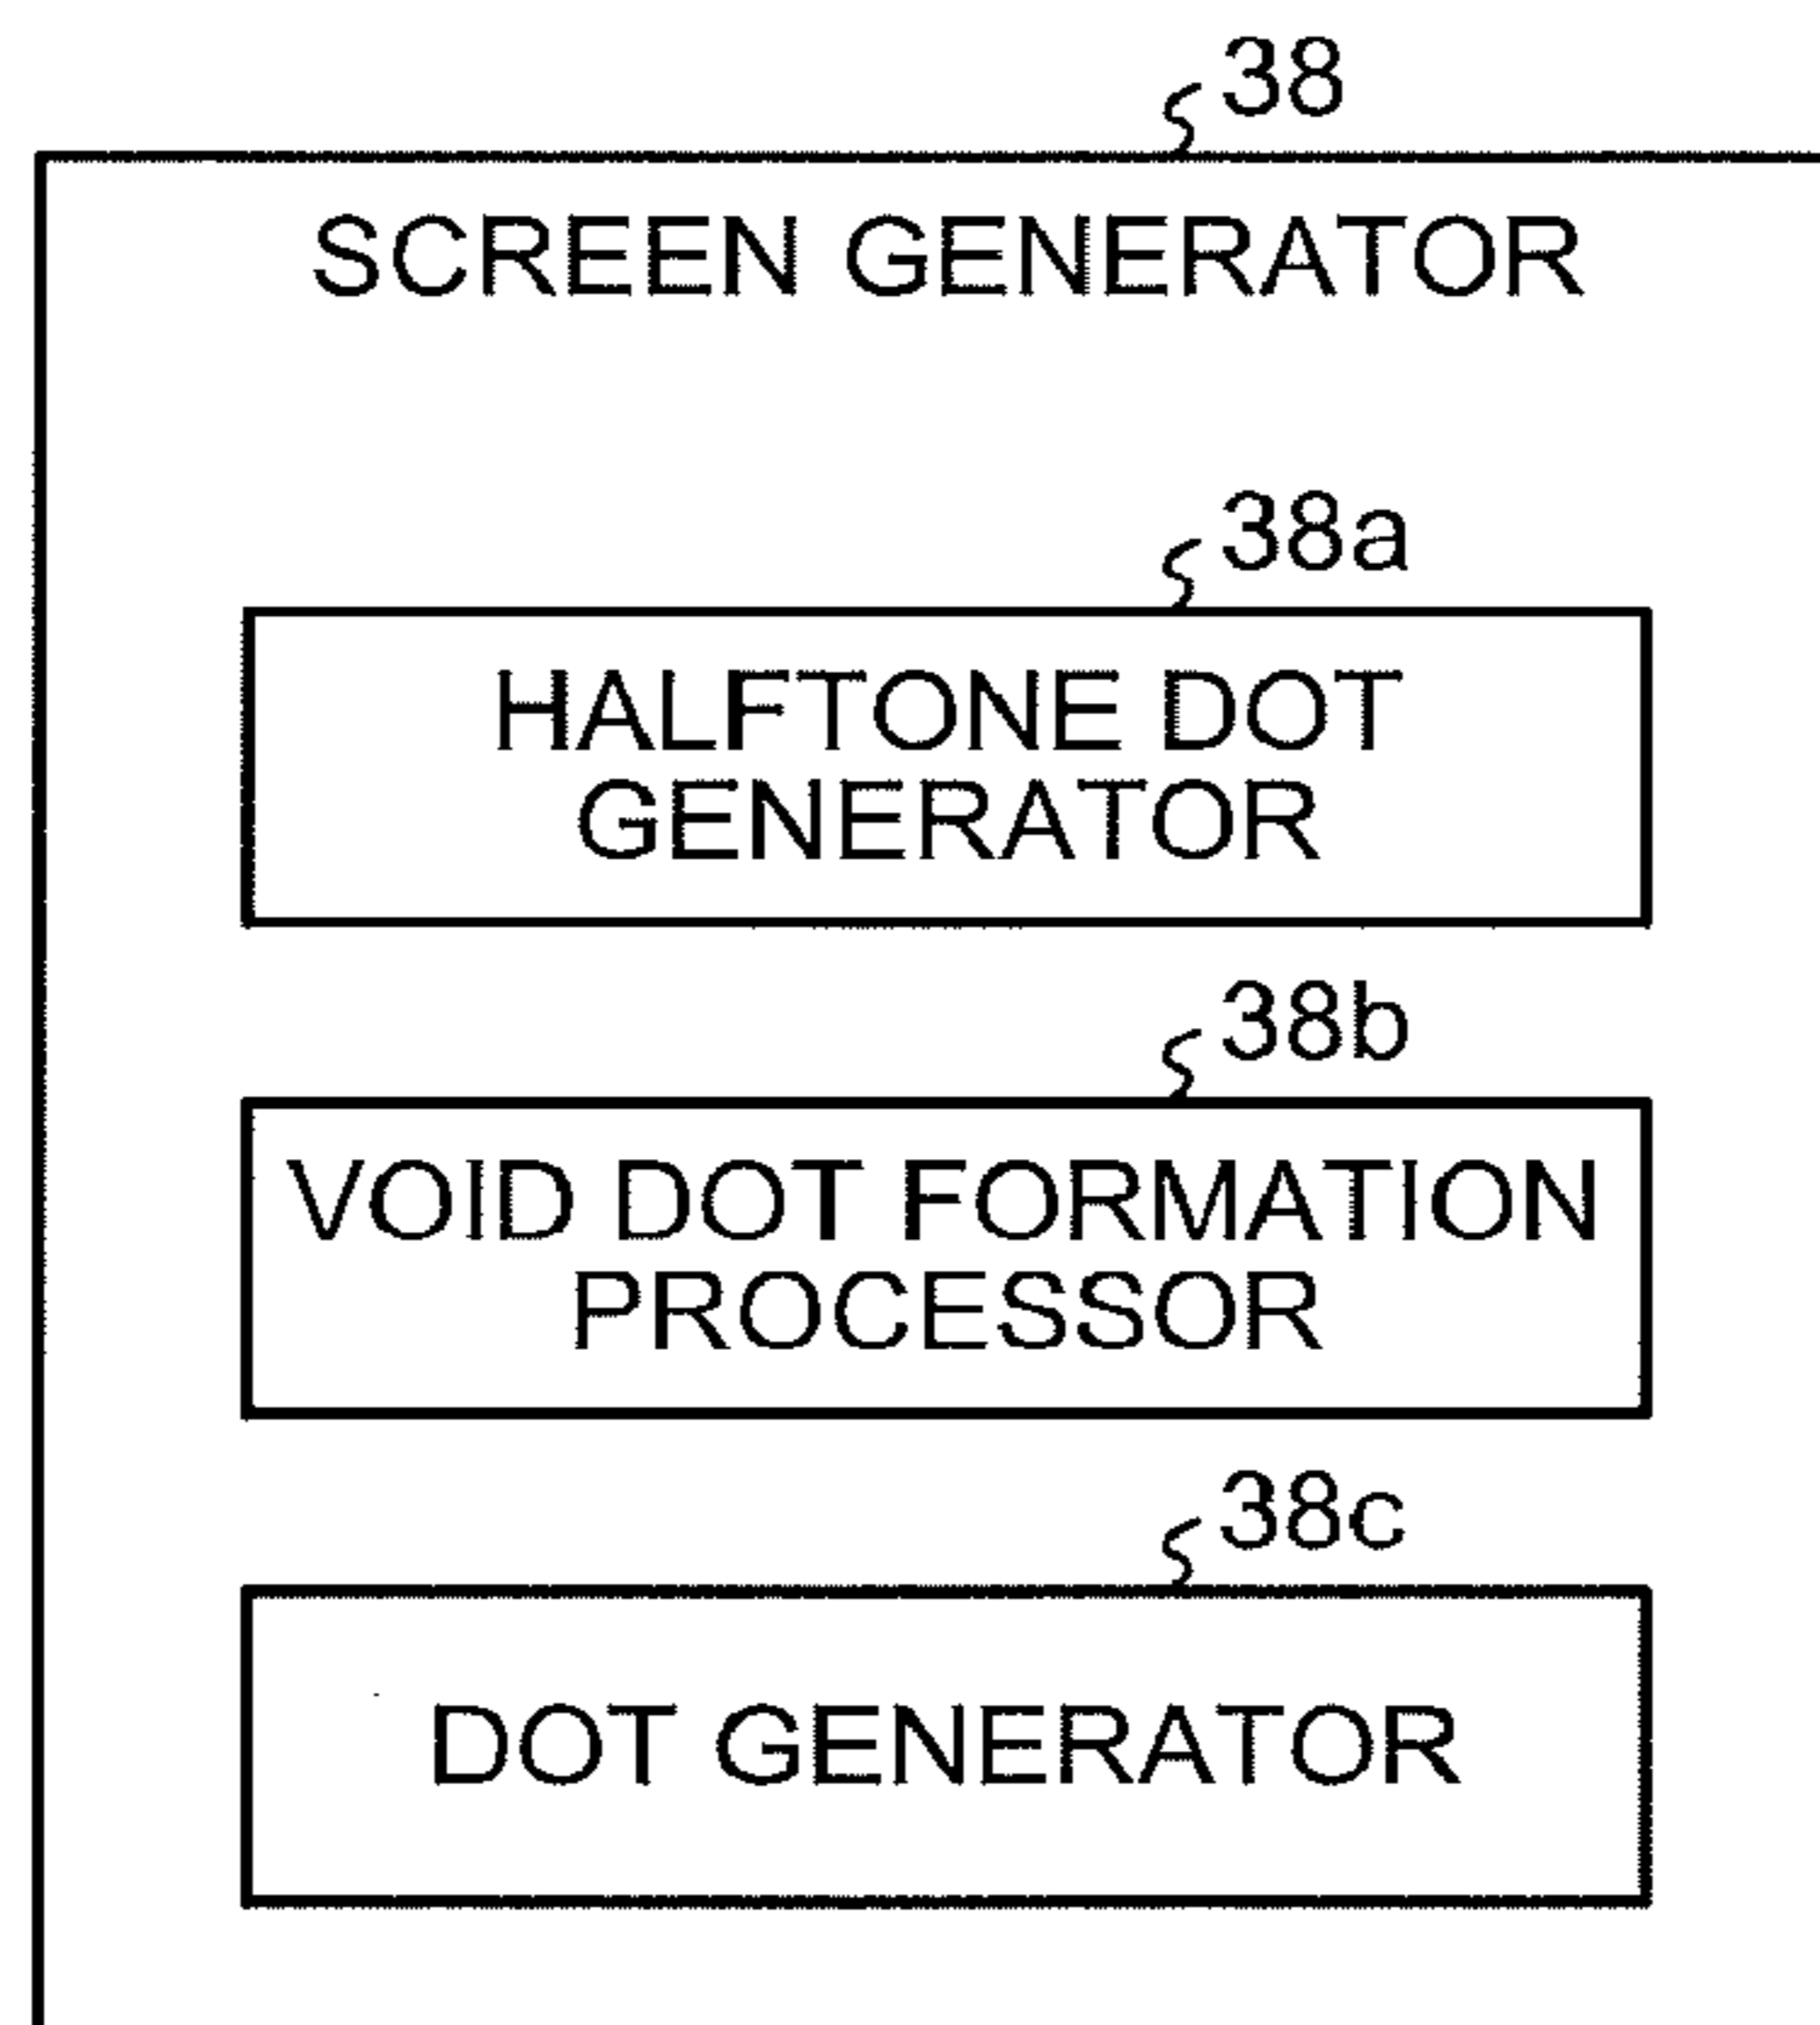 38
SCREEN GENERATOR
38a
HALFTONE DOT
GENERATOR
38b
VOID DOT FORMATION
PROCESSOR
38c
DOT GENERATOR